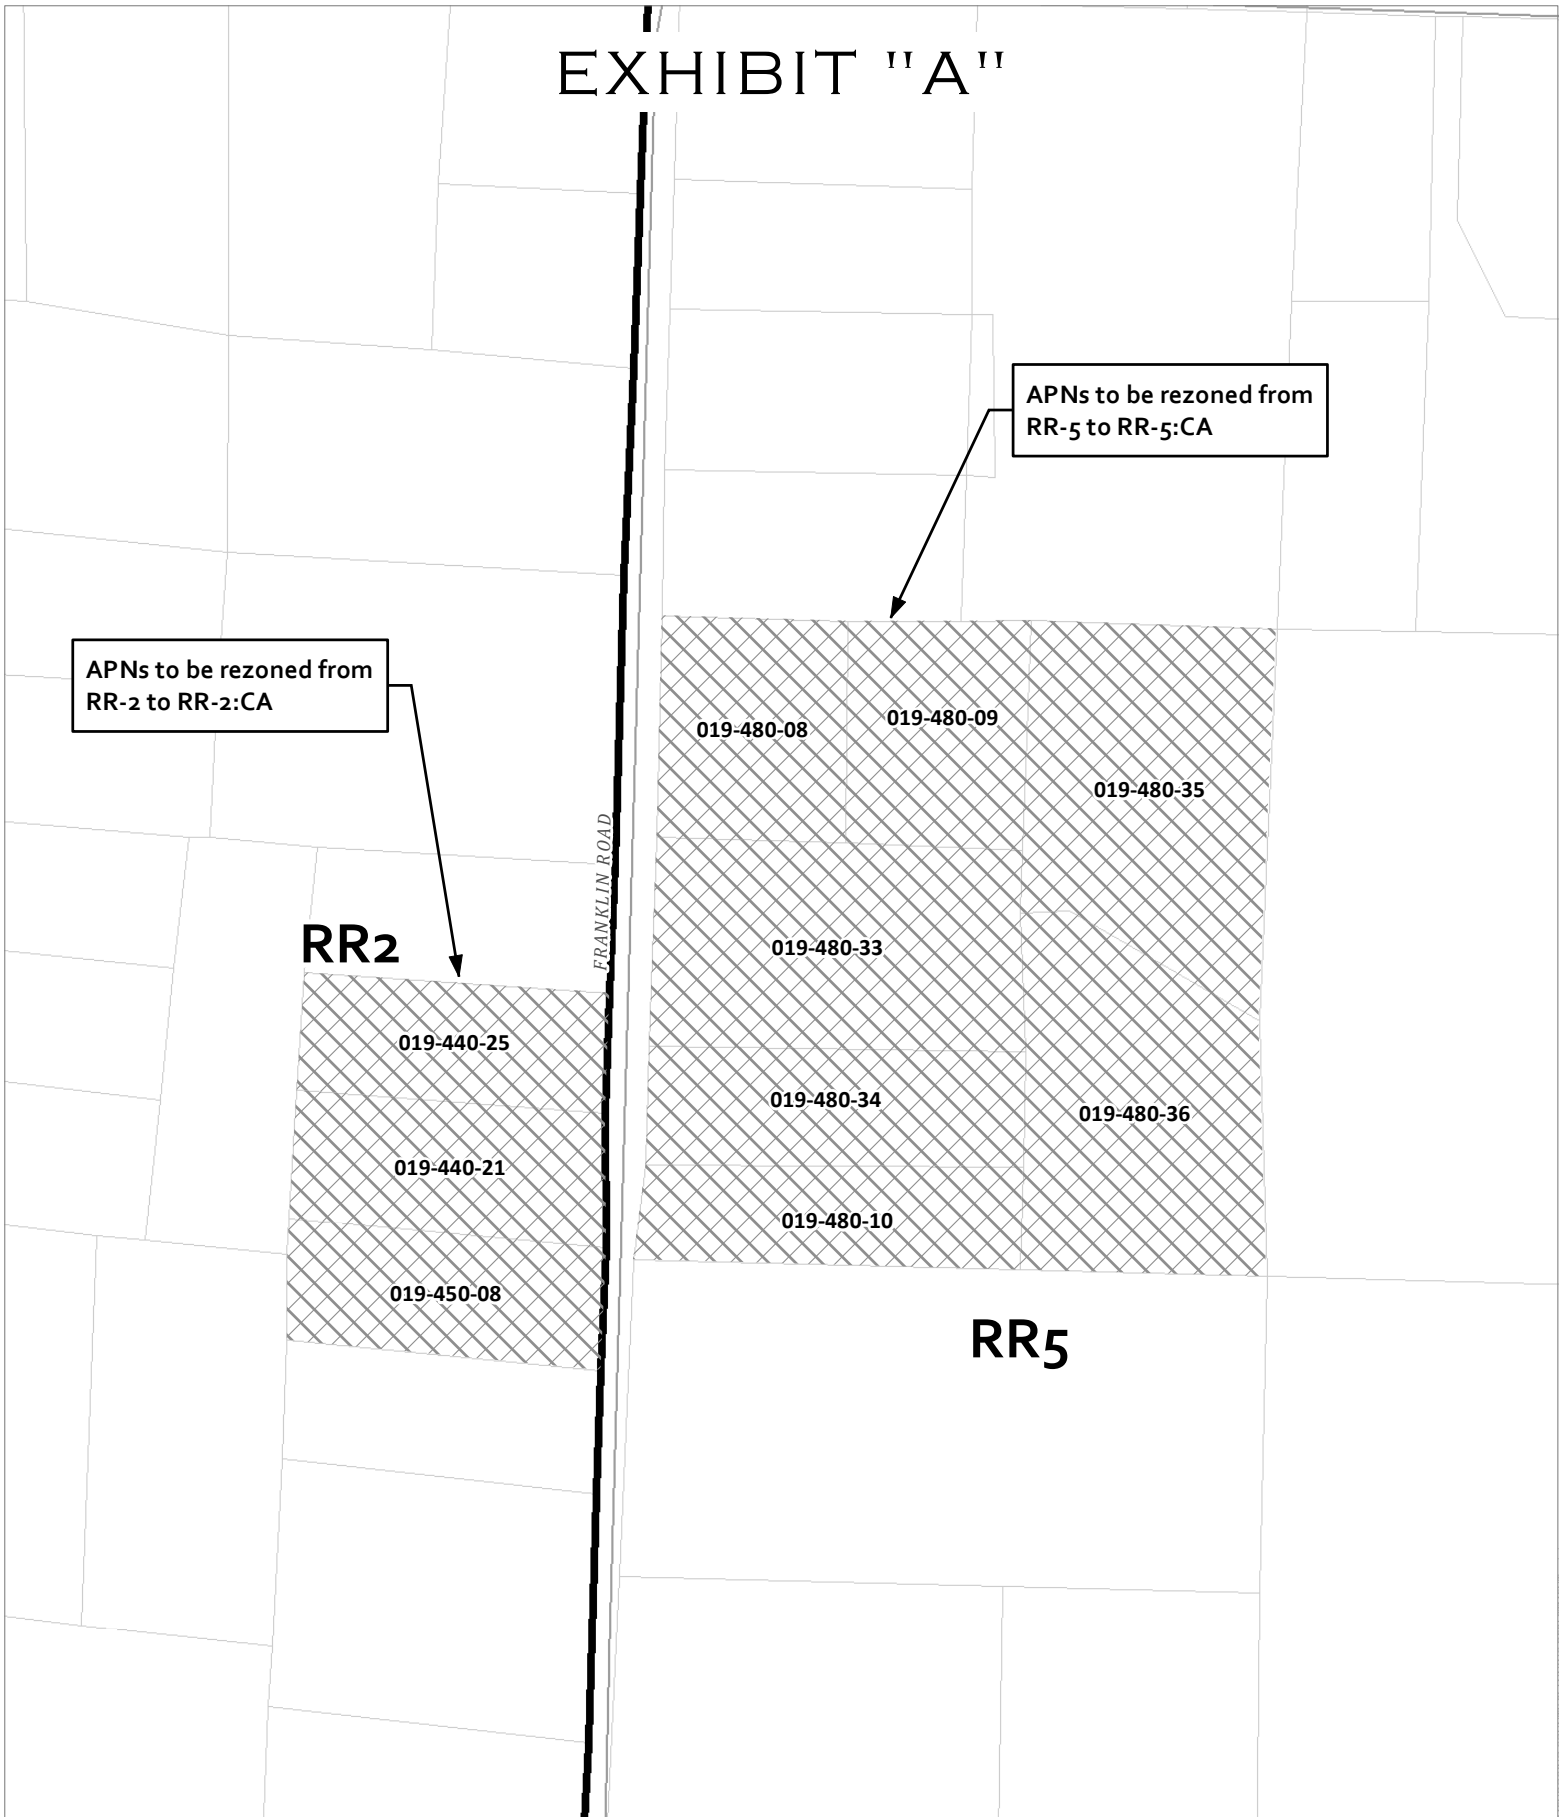 EXHIBIT "A"
APNs to be rezoned from
RR-5 to RR-5:CA
APNs to be rezoned from
RR-2 to RR-2:CA
019-480-08
019-480-09
019-480-35
FRANKLIN ROAD
RR2
019-480-33
019-440-25
019-480-34
019-480-36
019-440-21
019-480-10
019-450-08
RR5